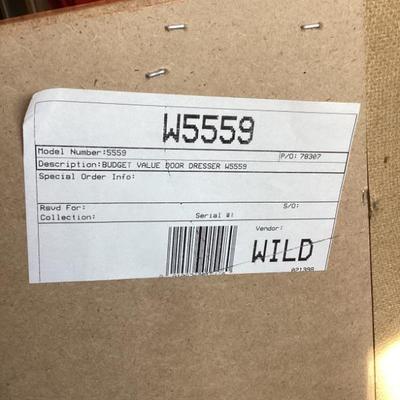 W5559
Model Number:5559 P/O: 78307
Description:BUDGET VALUE DOOR DRESSER W5559
Special Order Info:
Rsvd For: S/O:
Collection: Serial #:
Vendor:
WILD
021398